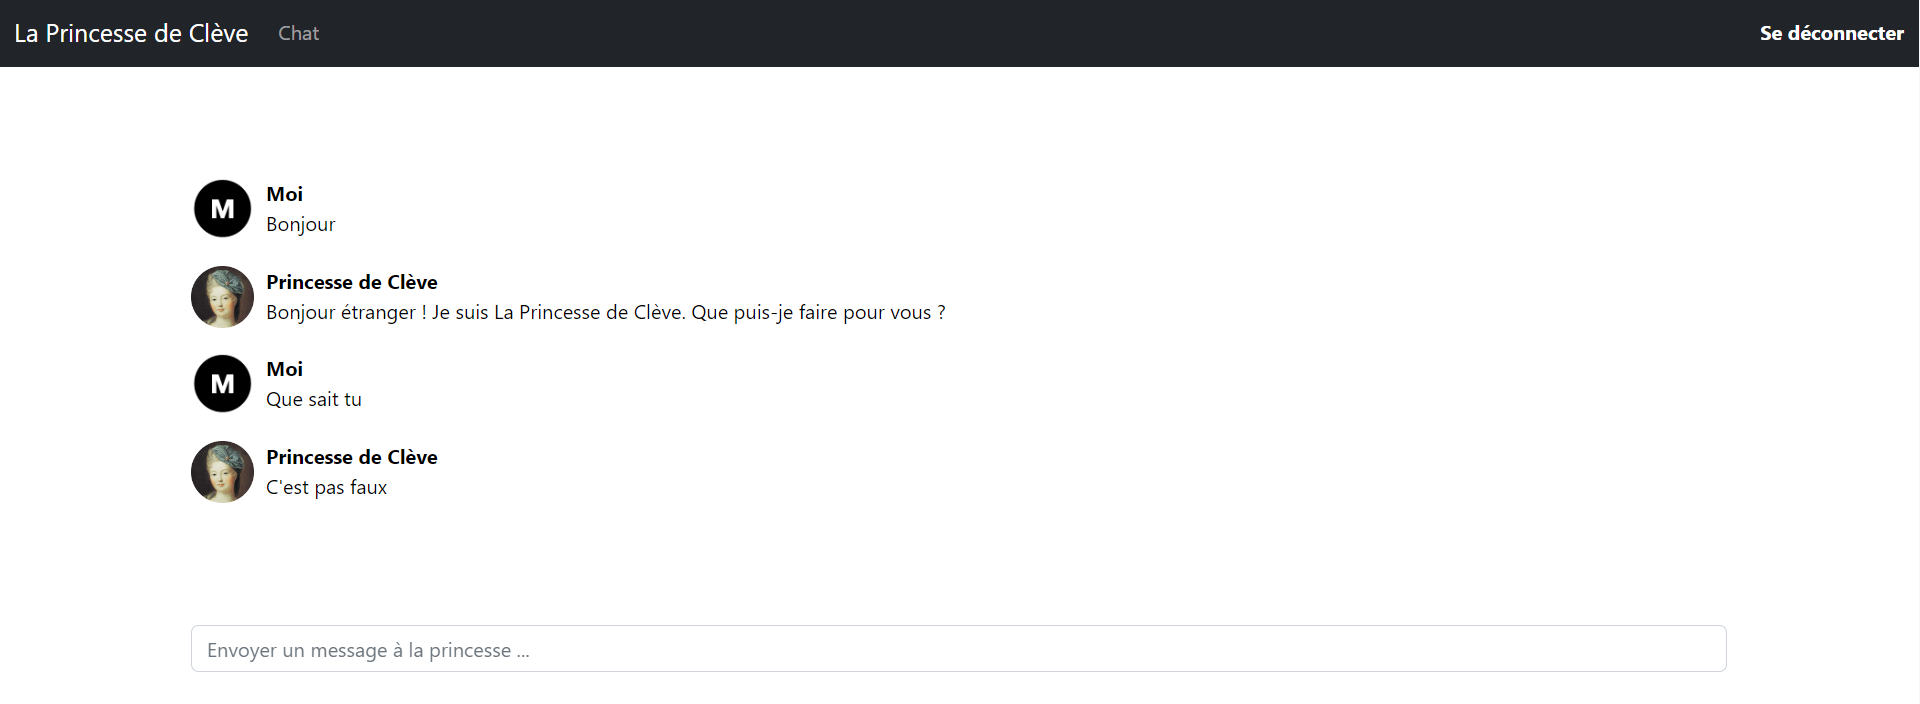 La Princesse de Clève Chat Se déconnecter
M
Moi
Bonjour
Princesse de Clève
Bonjour étranger ! Je suis La Princesse de Clève. Que puis-je faire pour vous ?
M
Moi
Que sait tu
Princesse de Clève
C'est pas faux
Envoyer un message à la princesse ...